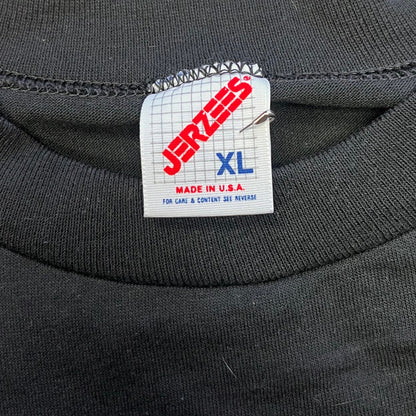 JERZEES®
XL
MADE IN U.S.A.
FOR CARE & CONTENT SEE REVERSE